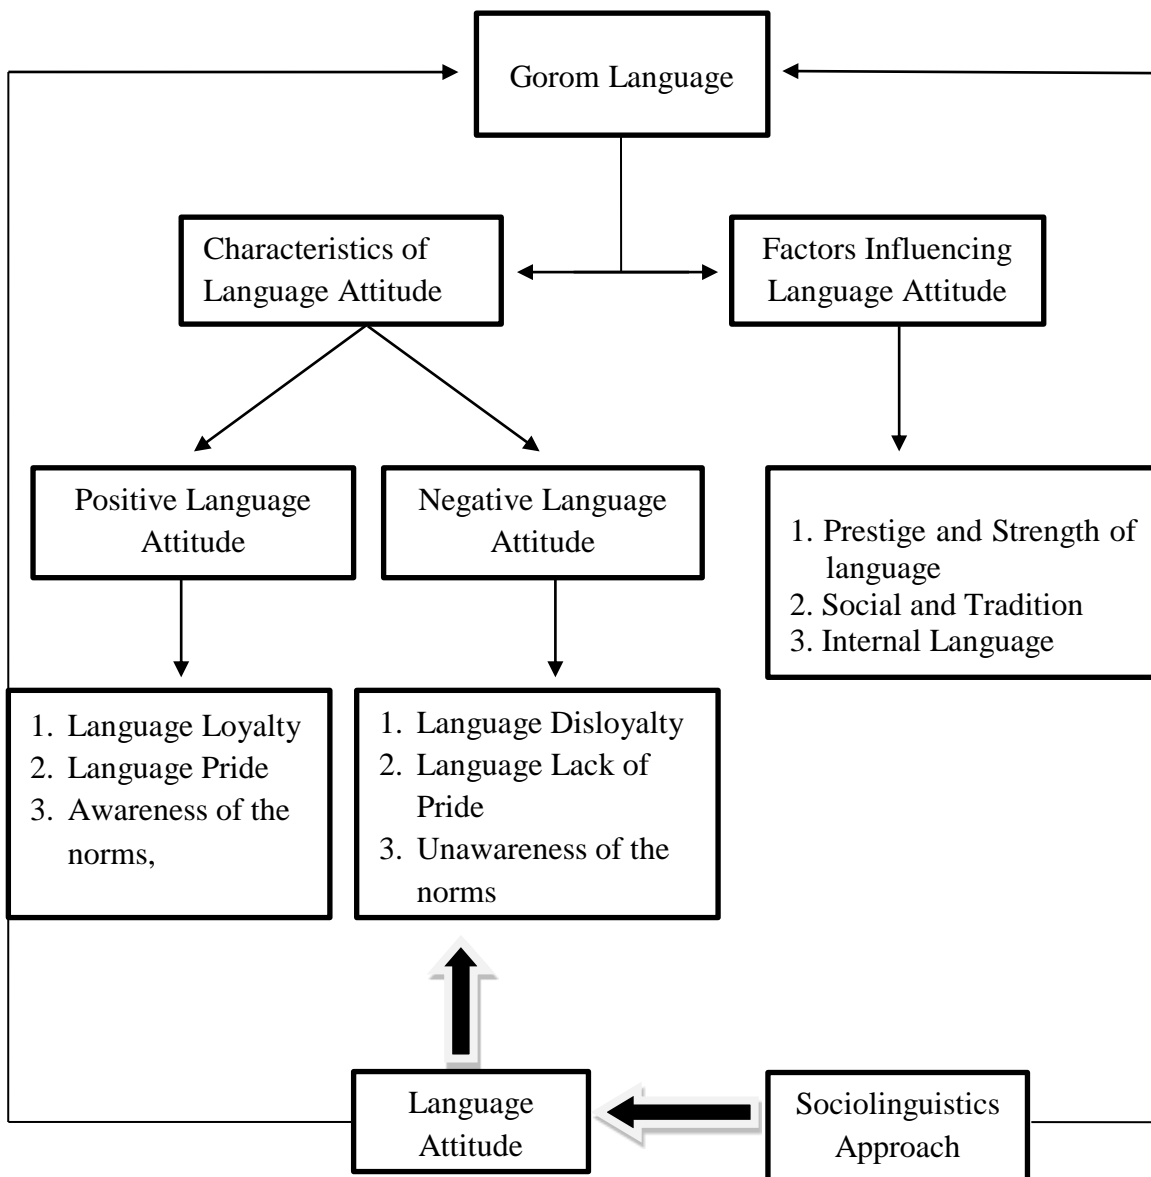 Gorom Language
Characteristics of
Language Attitude
Factors Influencing
Language Attitude
Positive Language
Attitude
Negative Language
Attitude
1. Prestige and Strength of
language
2. Social and Tradition
3. Internal Language
1. Language Loyalty
2. Language Pride
3. Awareness of the
norms,
1. Language Disloyalty
2. Language Lack of
Pride
3. Unawareness of the
norms
Language
Attitude
Sociolinguistics
Approach